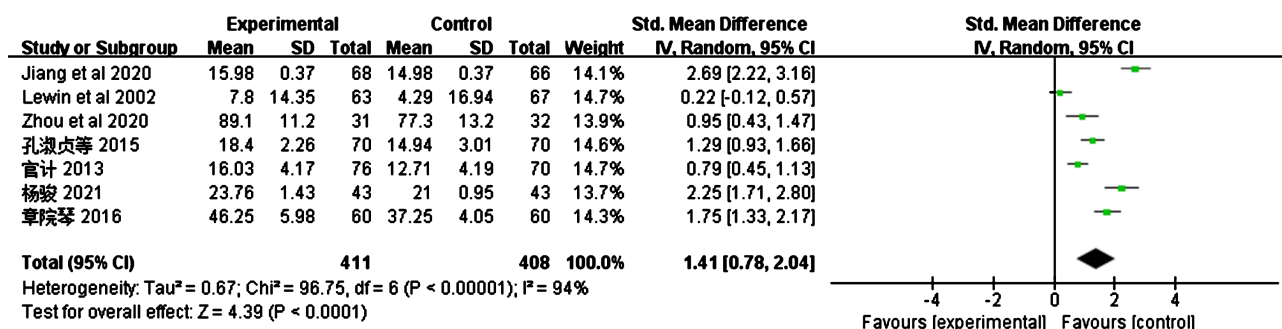 Experimental Control Std. Mean Difference Std. Mean Difference
Study or Subgroup Mean SD Total Mean SD Total Weight IV, Random, 95% CI IV, Random, 95% CI
Jiang et al 2020 15.98 0.37 68 14.98 0.37 66 14.1% 2.69 [2.22, 3.16]
Lewin et al 2002 7.8 14.35 63 4.29 16.94 67 14.7% 0.22 [-0.12, 0.57]
Zhou et al 2020 89.1 11.2 31 77.3 13.2 32 13.9% 0.95 [0.43, 1.47]
孔淑贞等 2015 18.4 2.26 70 14.94 3.01 70 14.6% 1.29 [0.93, 1.66]
官计 2013 16.03 4.17 76 12.71 4.19 70 14.7% 0.79 [0.45, 1.13]
杨骏 2021 23.76 1.43 43 21 0.95 43 13.7% 2.25 [1.71, 2.80]
章院琴 2016 46.25 5.98 60 37.25 4.05 60 14.3% 1.75 [1.33, 2.17]
Total (95% CI) 411 408 100.0% 1.41 [0.78, 2.04]
Heterogeneity: Tau² = 0.67; Chi² = 96.75, df = 6 (P < 0.00001); I² = 94%
Test for overall effect: Z = 4.39 (P < 0.0001)
-4 -2 0 2 4
Favours [experimental] Favours [control]